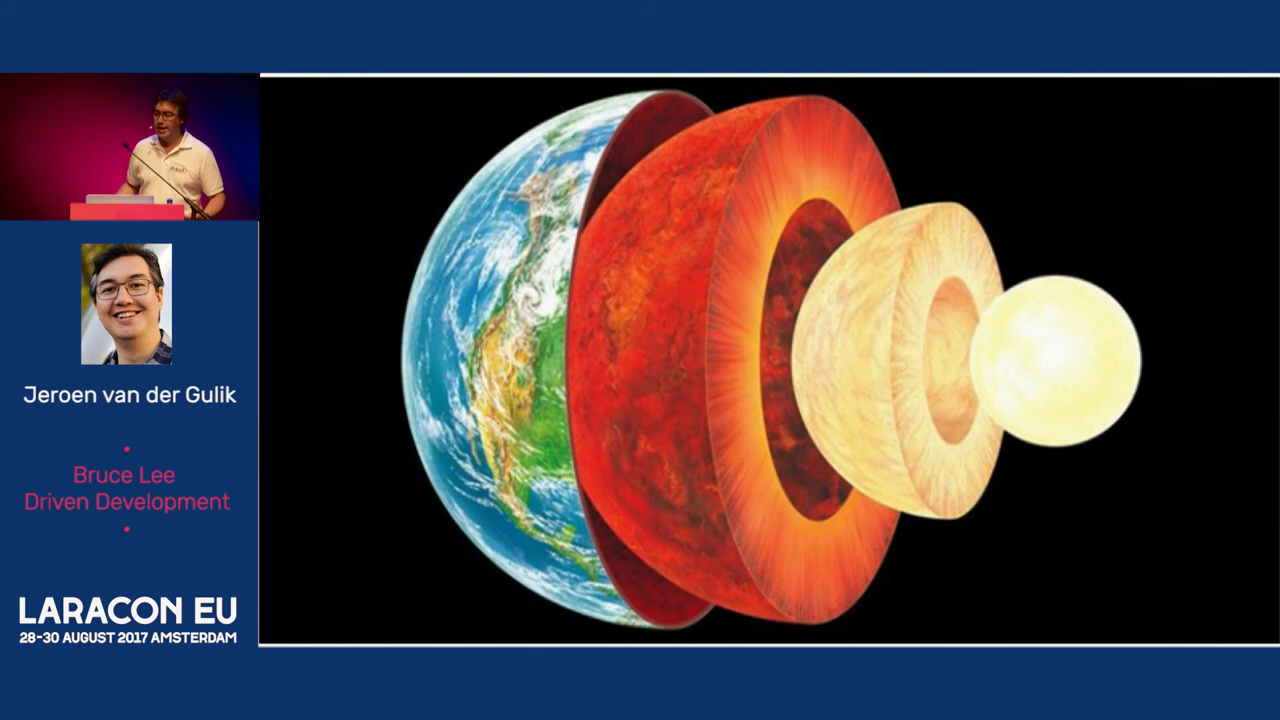 Jeroen van der Gulik
Bruce Lee
Driven Development
LARACON EU
28-30 AUGUST 2017 AMSTERDAM